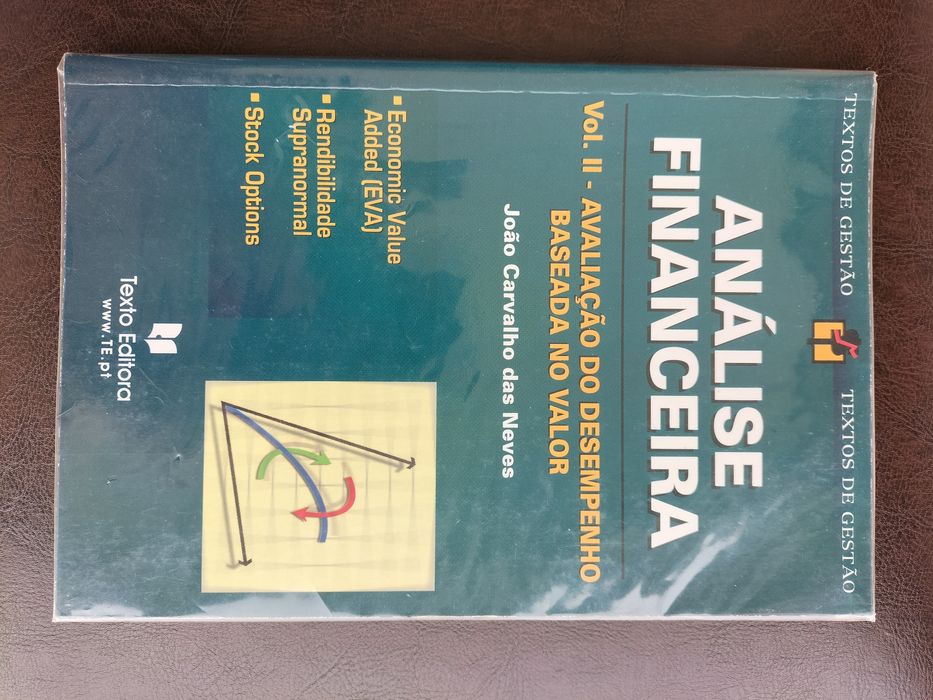 TEXTOS DE GESTÃO TEXTOS DE GESTÃO
ANÁLISE
FINANCEIRA
Vol. II - AVALIAÇÃO DO DESEMPENHO
BASEADA NO VALOR
João Carvalho das Neves
▪ Economic Value
Added (EVA)
▪ Rendibilidade
Supranormal
▪ Stock Options
Texto Editora
www.TE.pt